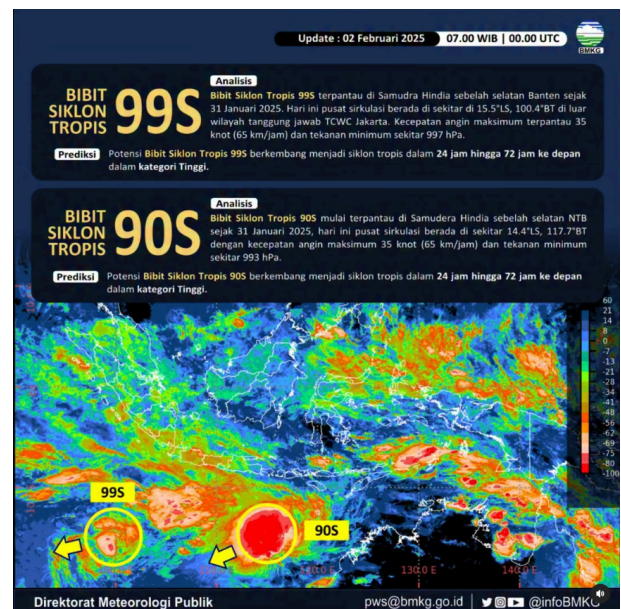 Update : 02 Februari 2025 07.00 WIB | 00.00 UTC
BMKG
BIBIT
SIKLON
TROPIS
99S
Analisis
Bibit Siklon Tropis 99S terpantau di Samudra Hindia sebelah selatan Banten sejak
31 Januari 2025. Hari ini pusat sirkulasi berada di sekitar di 15.5°LS, 100.4°BT di luar
wilayah tanggung jawab TCWC Jakarta. Kecepatan angin maksimum terpantau 35
knot (65 km/jam) dan tekanan minimum sekitar 997 hPa.
Prediksi
Potensi Bibit Siklon Tropis 99S berkembang menjadi siklon tropis dalam 24 jam hingga 72 jam ke depan
dalam kategori Tinggi.
BIBIT
SIKLON
TROPIS
90S
Analisis
Bibit Siklon Tropis 90S mulai terpantau di Samudera Hindia sebelah selatan NTB
sejak 31 Januari 2025, hari ini pusat sirkulasi berada di sekitar 14.4°LS, 117.7°BT
dengan kecepatan angin maksimum 35 knot (65 km/jam) dan tekanan minimum
sekitar 993 hPa.
Prediksi
Potensi Bibit Siklon Tropis 90S berkembang menjadi siklon tropis dalam 24 jam hingga 72 jam ke depan
dalam kategori Tinggi.
60
21
14
8
0
-7
-13
-21
-28
-34
-41
-48
-56
-62
-69
-75
-80
-100
99S
90S
130.0 E
140.0 E
Direktorat Meteorologi Publik
pws@bmkg.go.id | @infoBMKG